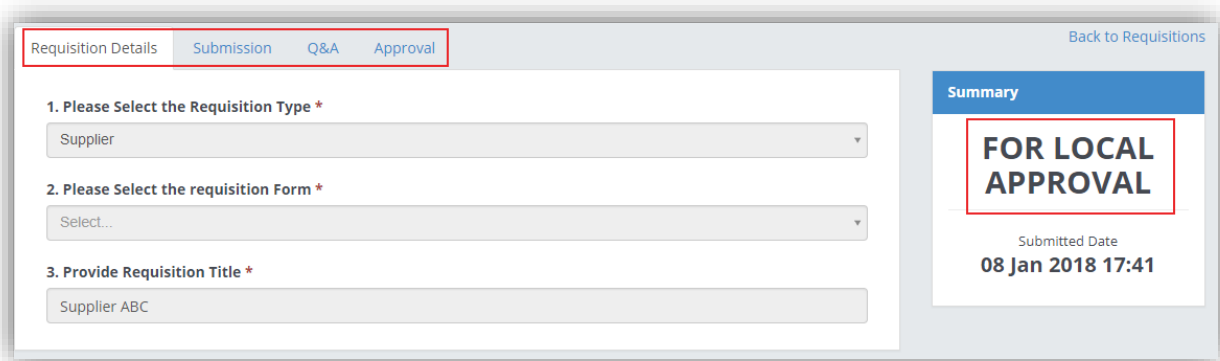 Requisition Details Submission Q&A Approval
Back to Requisitions
1. Please Select the Requisition Type *
Supplier
2. Please Select the requisition Form *
Select...
3. Provide Requisition Title *
Supplier ABC
Summary
FOR LOCAL
APPROVAL
Submitted Date
08 Jan 2018 17:41